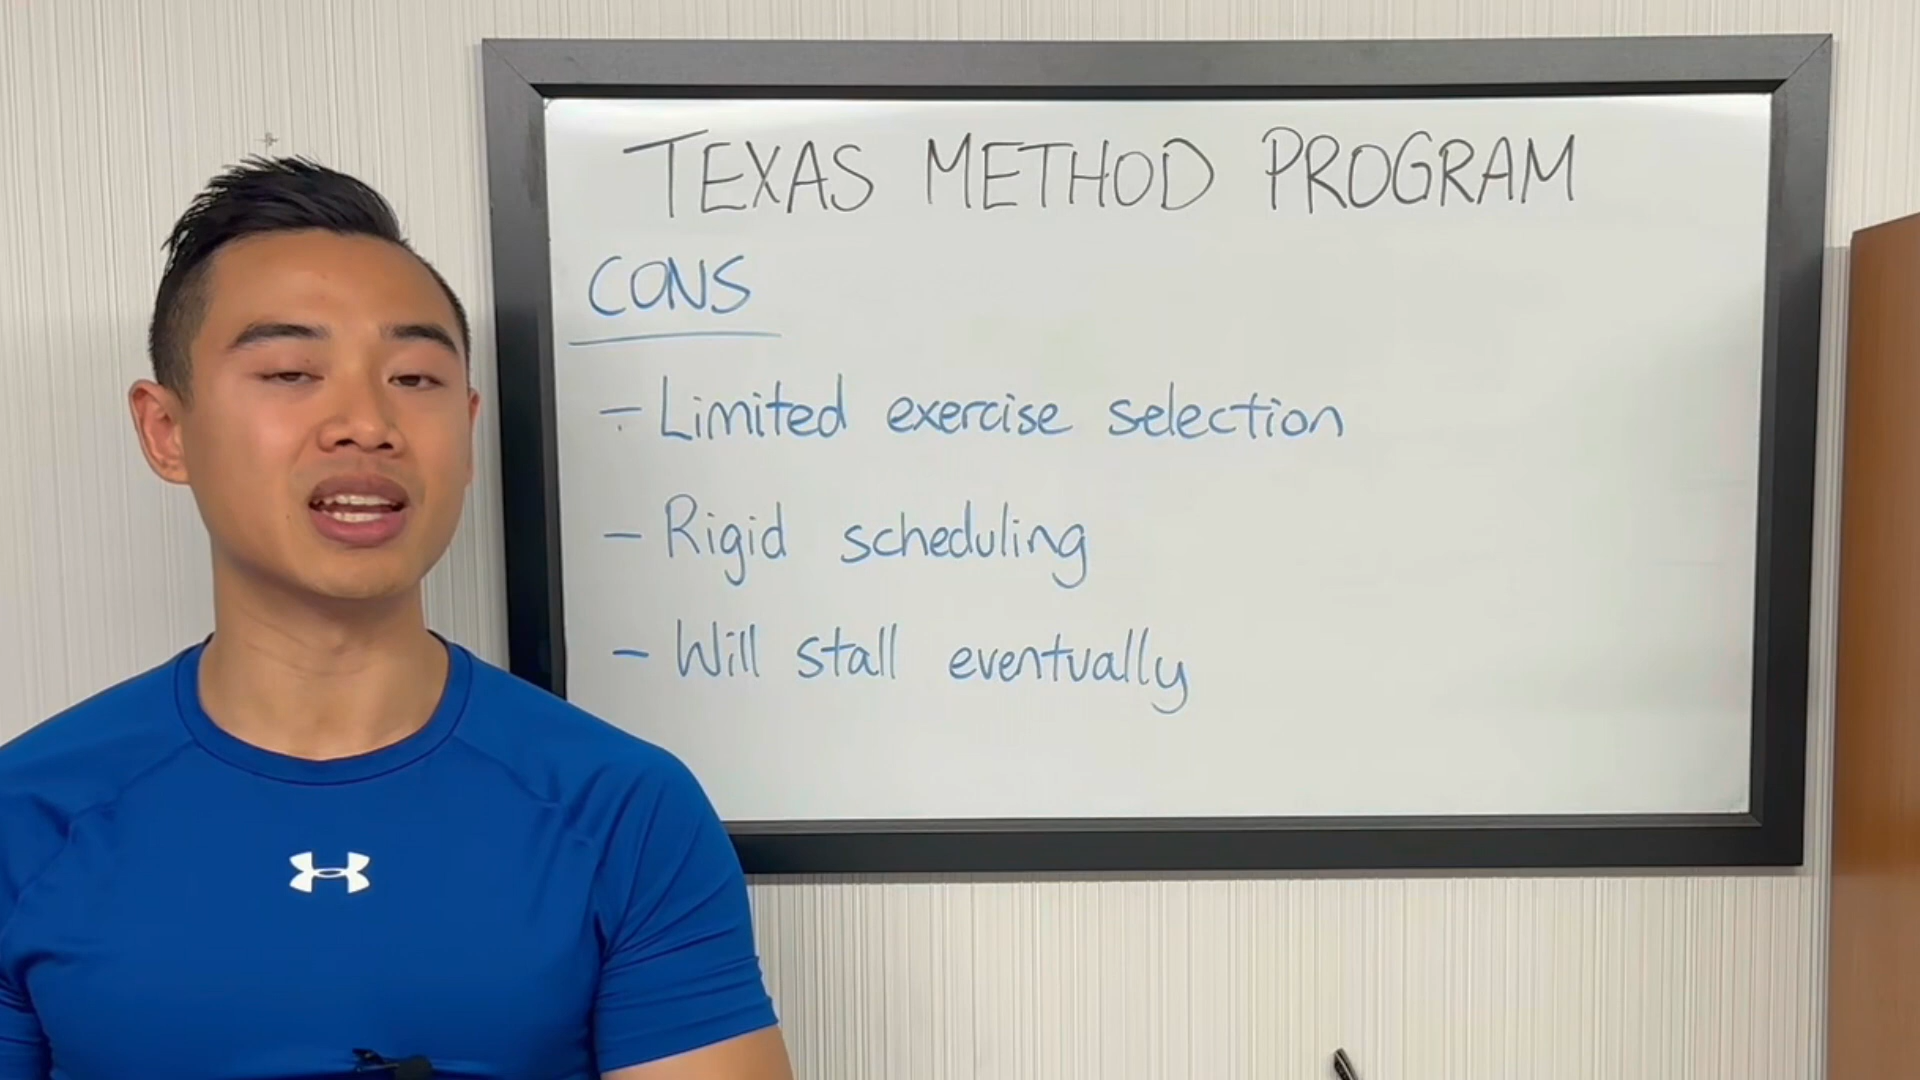 TEXAS METHOD PROGRAM
CONS
- Limited exercise selection
- Rigid scheduling
- Will stall eventually